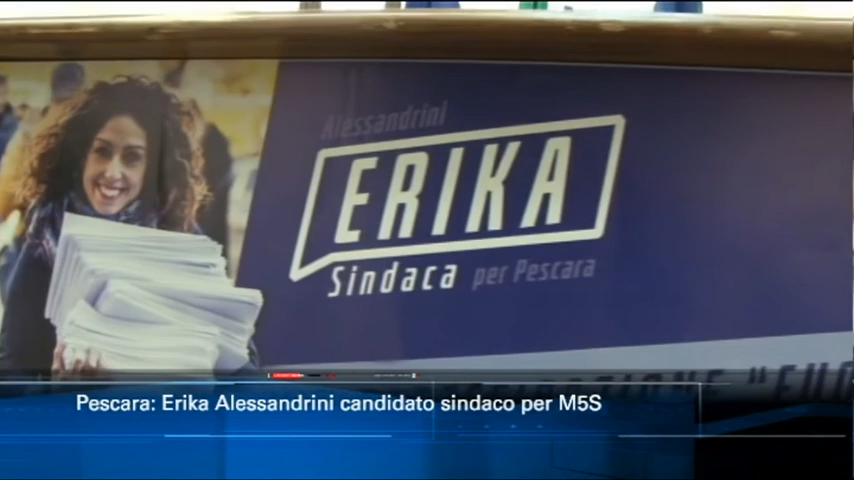 Alessandrini
ERIKA
Sindaca per Pescara
Pescara: Erika Alessandrini candidato sindaco per M5S